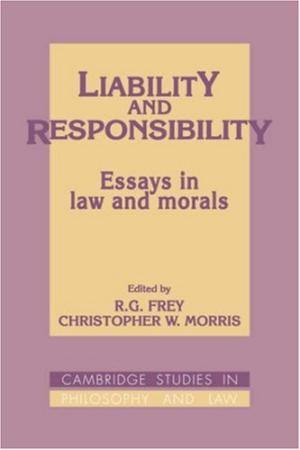 LIABILITY
AND
RESPONSIBILITY
Essays in
law and morals
Edited by
R.G. FREY
CHRISTOPHER W. MORRIS
CAMBRIDGE STUDIES IN
PHILOSOPHY AND LAW